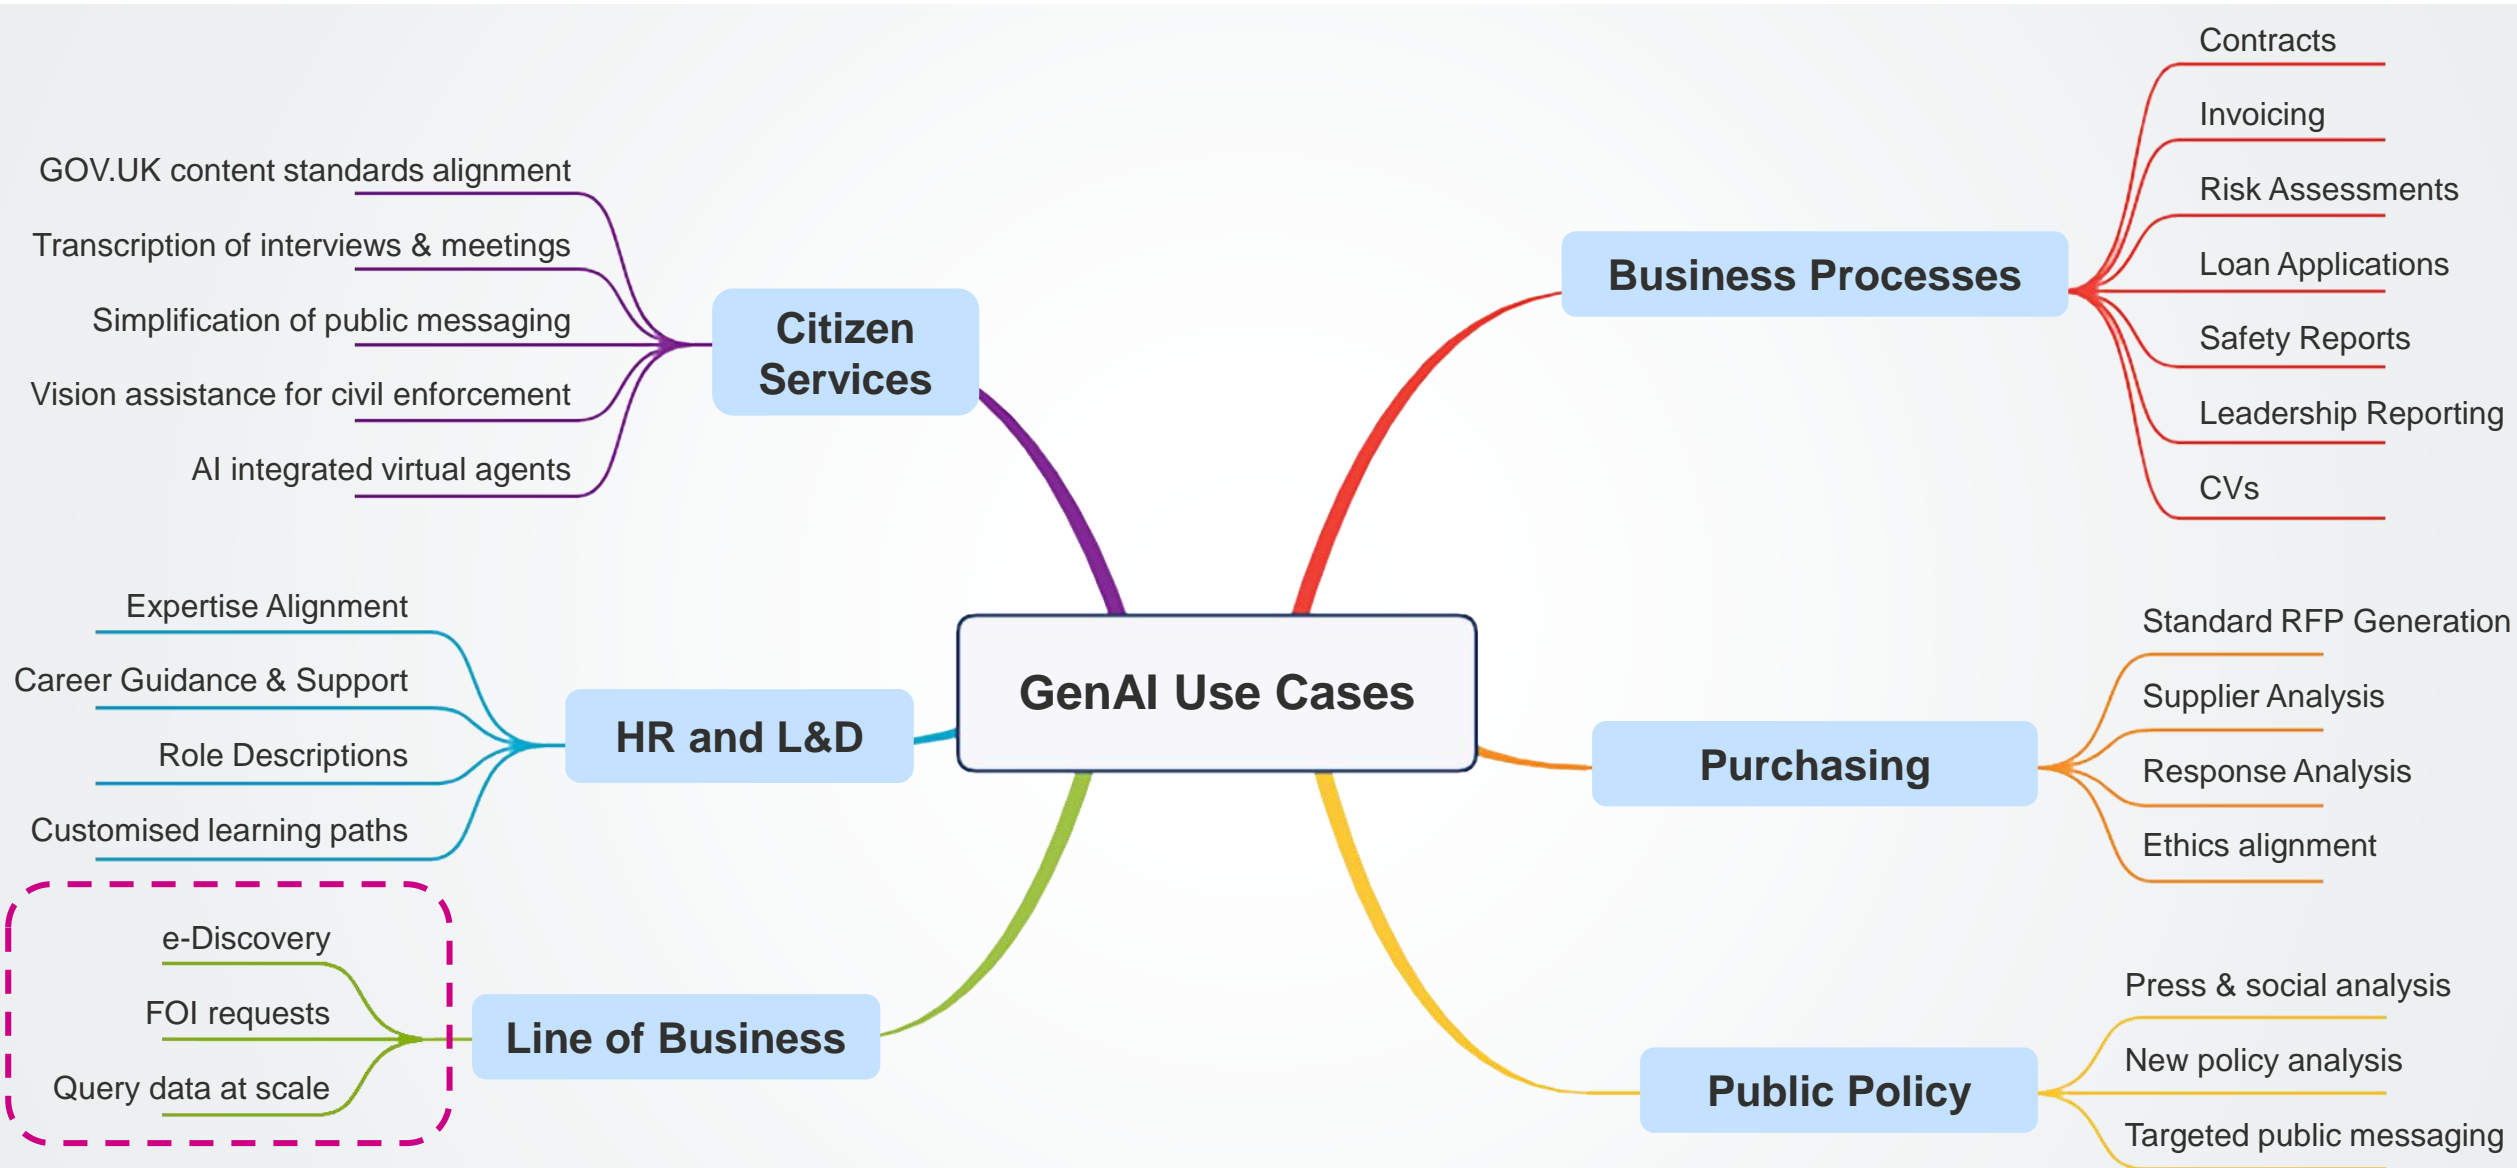 GenAI Use Cases
Citizen
Services
GOV.UK content standards alignment
Transcription of interviews & meetings
Simplification of public messaging
Vision assistance for civil enforcement
AI integrated virtual agents
HR and L&D
Expertise Alignment
Career Guidance & Support
Role Descriptions
Customised learning paths
Line of Business
e-Discovery
FOI requests
Query data at scale
Business Processes
Contracts
Invoicing
Risk Assessments
Loan Applications
Safety Reports
Leadership Reporting
CVs
Purchasing
Standard RFP Generation
Supplier Analysis
Response Analysis
Ethics alignment
Public Policy
Press & social analysis
New policy analysis
Targeted public messaging